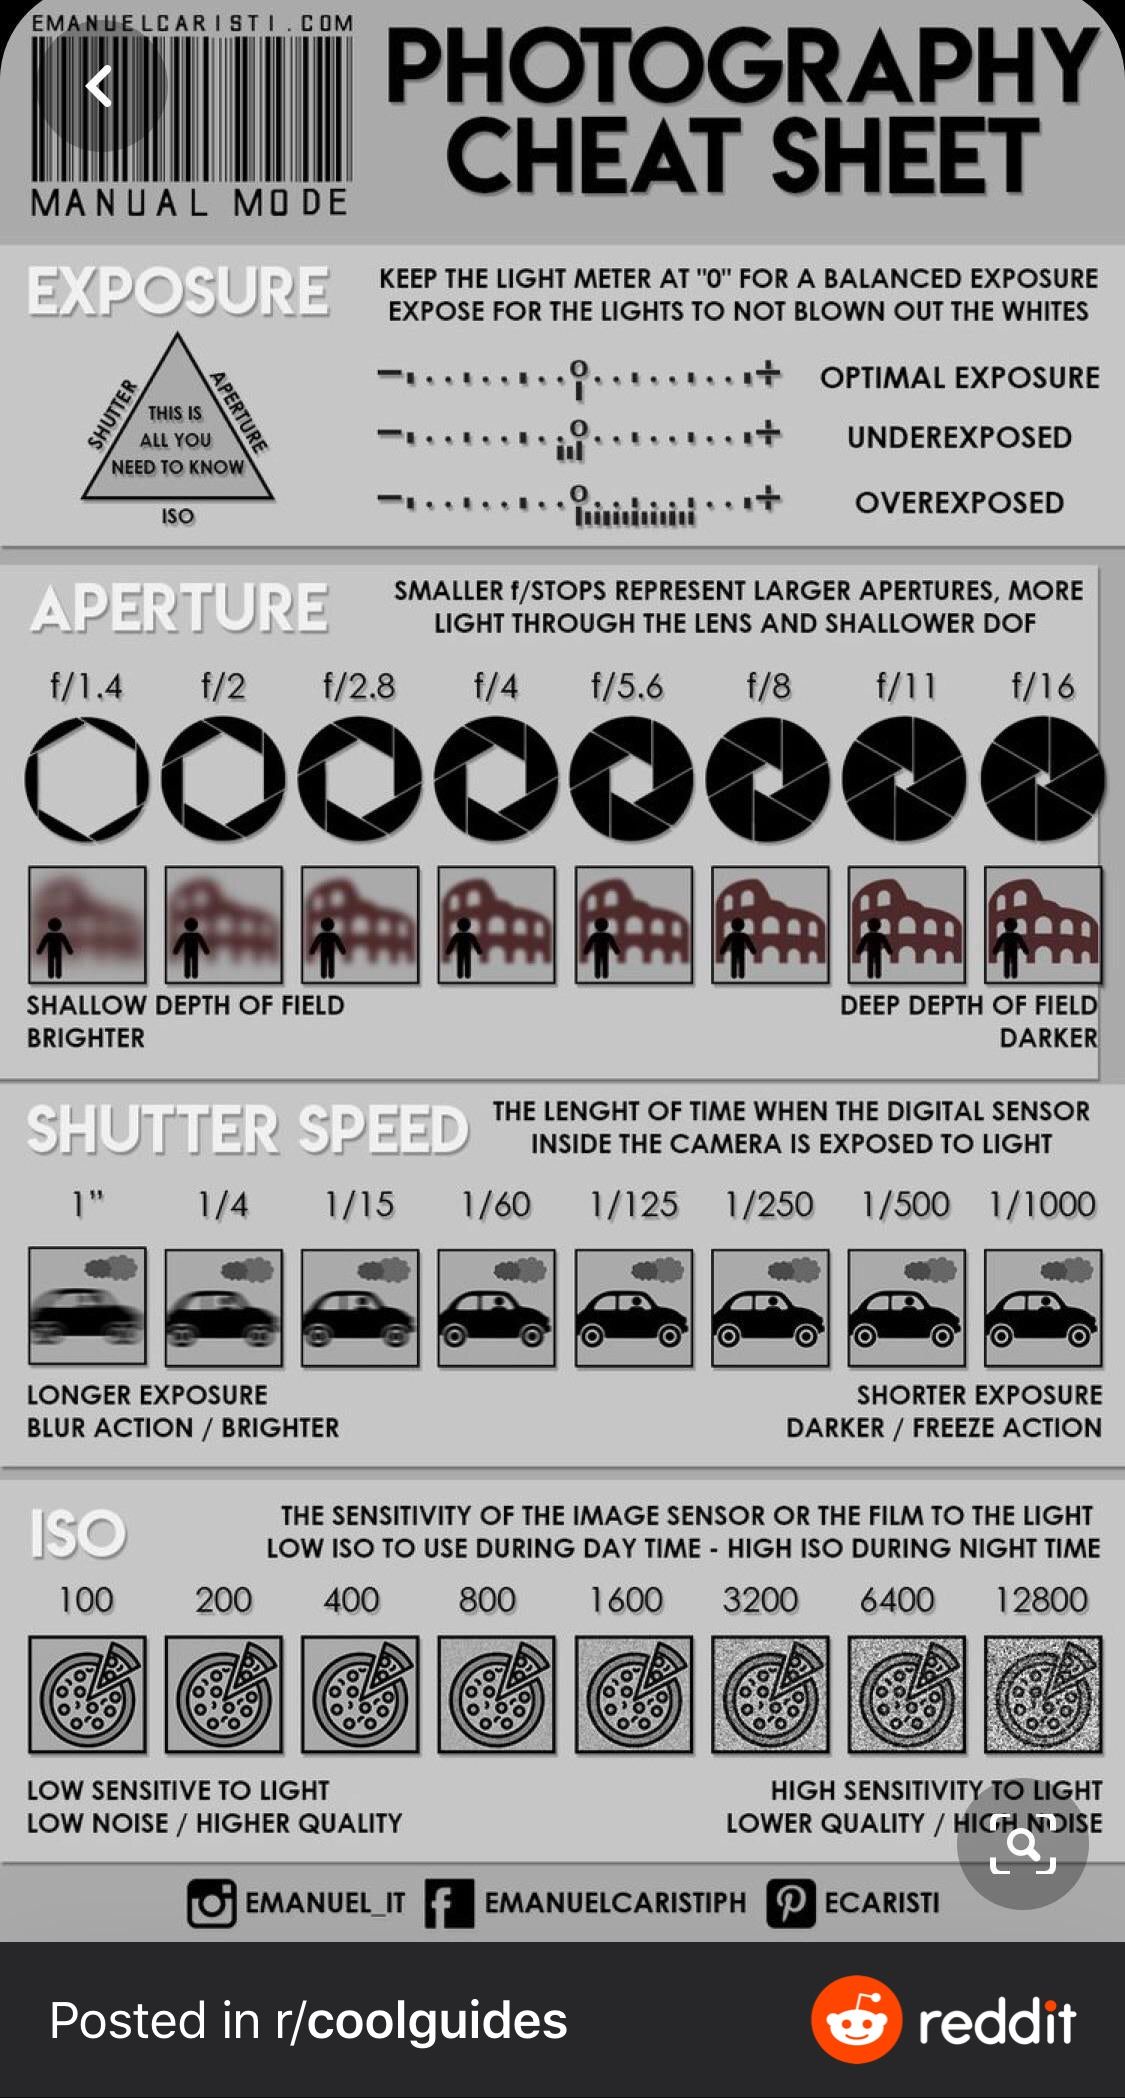 EMANUELCARISTI.COM
MANUAL MODE
PHOTOGRAPHY
CHEAT SHEET
EXPOSURE
KEEP THE LIGHT METER AT "0" FOR A BALANCED EXPOSURE
EXPOSE FOR THE LIGHTS TO NOT BLOWN OUT THE WHITES
SHUTTER
APERTURE
THIS IS
ALL YOU
NEED TO KNOW
ISO
- 0 + OPTIMAL EXPOSURE
- 0 + UNDEREXPOSED
- 0 + OVEREXPOSED
APERTURE
SMALLER f/STOPS REPRESENT LARGER APERTURES, MORE
LIGHT THROUGH THE LENS AND SHALLOWER DOF
f/1.4 f/2 f/2.8 f/4 f/5.6 f/8 f/11 f/16
SHALLOW DEPTH OF FIELD
BRIGHTER
DEEP DEPTH OF FIELD
DARKER
SHUTTER SPEED
THE LENGHT OF TIME WHEN THE DIGITAL SENSOR
INSIDE THE CAMERA IS EXPOSED TO LIGHT
1" 1/4 1/15 1/60 1/125 1/250 1/500 1/1000
LONGER EXPOSURE
BLUR ACTION / BRIGHTER
SHORTER EXPOSURE
DARKER / FREEZE ACTION
ISO
THE SENSITIVITY OF THE IMAGE SENSOR OR THE FILM TO THE LIGHT
LOW ISO TO USE DURING DAY TIME - HIGH ISO DURING NIGHT TIME
100 200 400 800 1600 3200 6400 12800
LOW SENSITIVE TO LIGHT
LOW NOISE / HIGHER QUALITY
HIGH SENSITIVITY TO LIGHT
LOWER QUALITY / HIGH NOISE
EMANUEL_IT EMANUELCARISTIPH ECARISTI
Posted in r/coolguides reddit